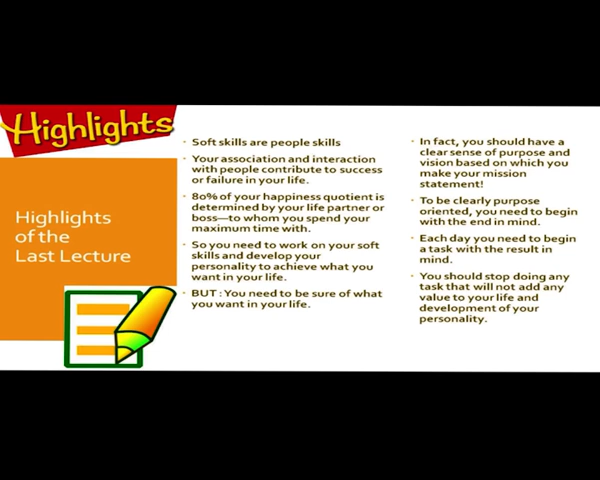 Highlights
Highlights
of the
Last Lecture
Soft skills are people skills
Your association and interaction
with people contribute to success
or failure in your life.
80% of your happiness quotient is
determined by your life partner or
boss—to whom you spend your
maximum time with.
So you need to work on your soft
skills and develop your
personality to achieve what you
want in your life.
BUT : You need to be sure of what
you want in your life.
In fact, you should have a
clear sense of purpose and
vision based on which you
make your mission
statement!
To be clearly purpose
oriented, you need to begin
with the end in mind.
Each day you need to begin
a task with the result in
mind.
You should stop doing any
task that will not add any
value to your life and
development of your
personality.